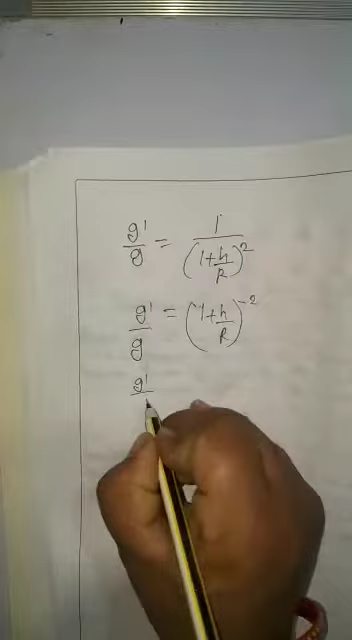 g'/g = 1/(1+h/R)^2
g'/g = (1+h/R)^-2
g'/